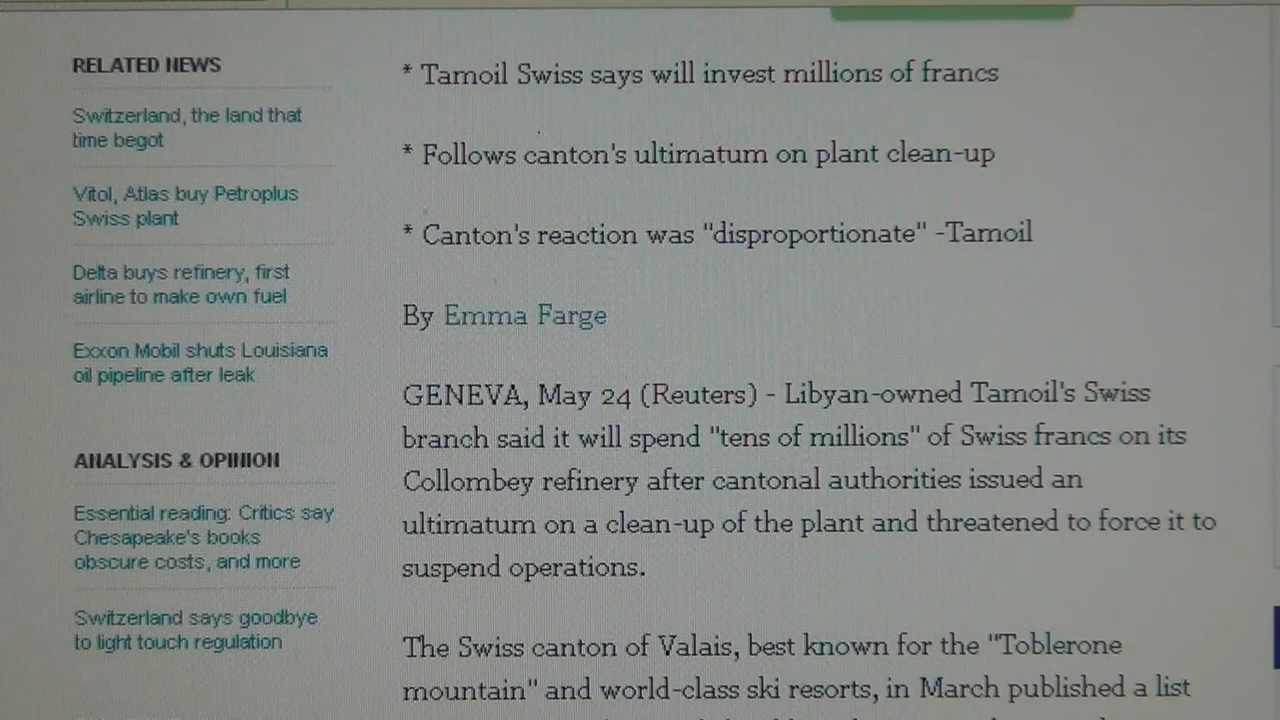 RELATED NEWS
Switzerland, the land that
time begot
Vitol, Atlas buy Petroplus
Swiss plant
Delta buys refinery, first
airline to make own fuel
Exxon Mobil shuts Louisiana
oil pipeline after leak
ANALYSIS & OPINION
Essential reading: Critics say
Chesapeake's books
obscure costs, and more
Switzerland says goodbye
to light touch regulation
* Tamoil Swiss says will invest millions of francs
* Follows canton's ultimatum on plant clean-up
* Canton's reaction was "disproportionate" -Tamoil
By Emma Farge
GENEVA, May 24 (Reuters) - Libyan-owned Tamoil's Swiss
branch said it will spend "tens of millions" of Swiss francs on its
Collombey refinery after cantonal authorities issued an
ultimatum on a clean-up of the plant and threatened to force it to
suspend operations.
The Swiss canton of Valais, best known for the "Toblerone
mountain" and world-class ski resorts, in March published a list